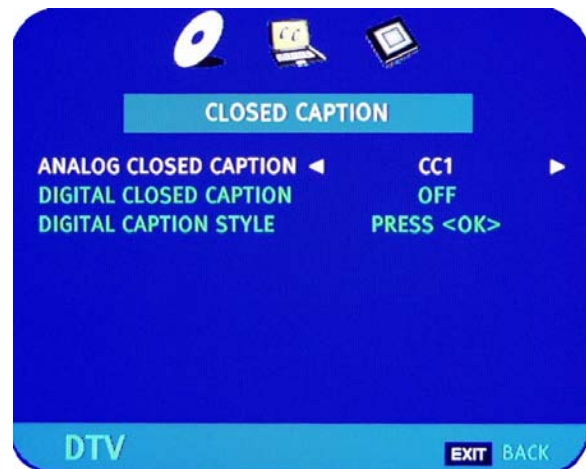 CC
CLOSED CAPTION
ANALOG CLOSED CAPTION ◀ CC1 ▶
DIGITAL CLOSED CAPTION OFF
DIGITAL CAPTION STYLE PRESS <OK>
DTV EXIT BACK